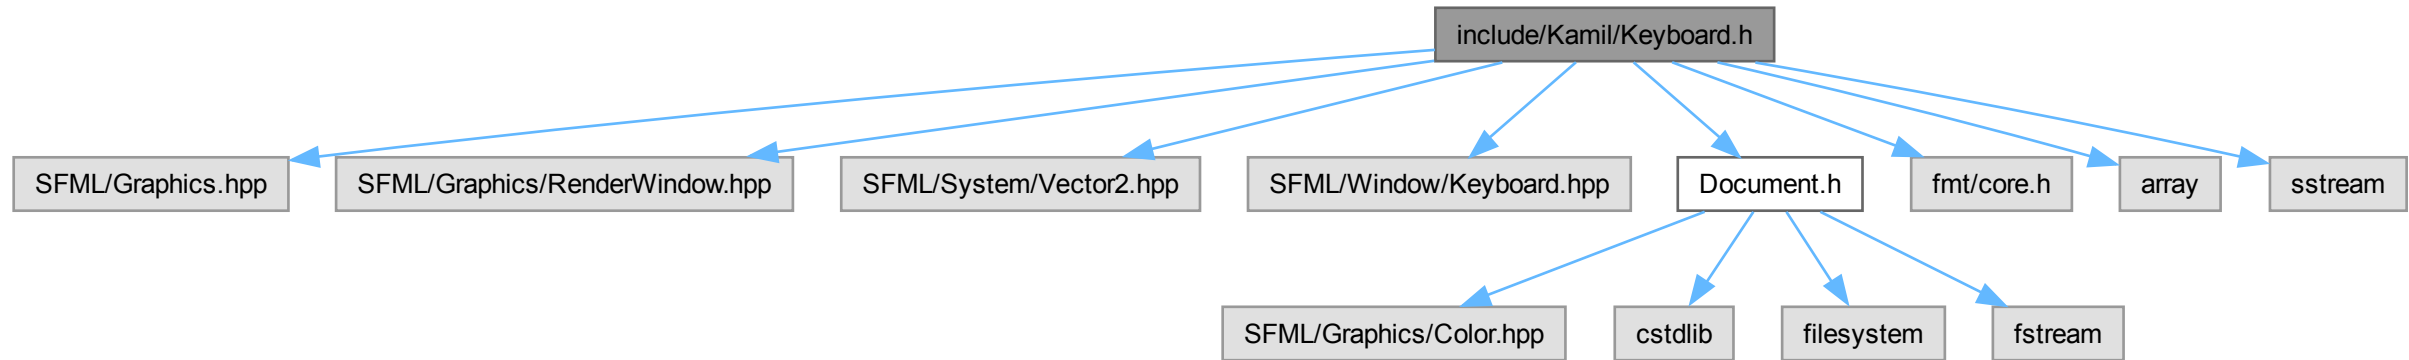 include/Kamil/Keyboard.h
SFML/Graphics.hpp
SFML/Graphics/RenderWindow.hpp
SFML/System/Vector2.hpp
SFML/Window/Keyboard.hpp
Document.h
fmt/core.h
array
sstream
SFML/Graphics/Color.hpp
cstdlib
filesystem
fstream